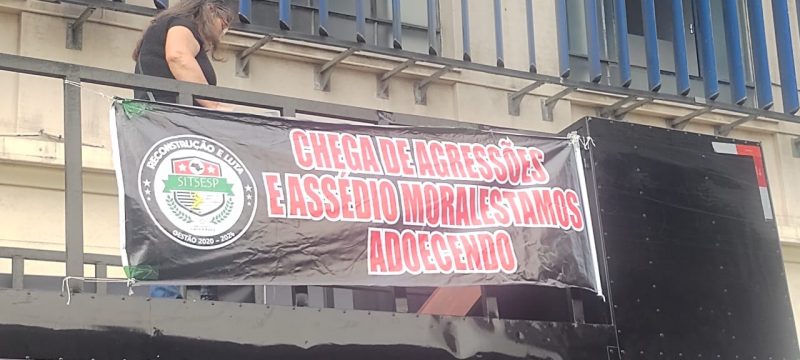 RECONSTRUÇÃO E LUTA
SITSESP
GESTÃO 2020 - 2024
CHEGA DE AGRESSÕES
E ASSÉDIO MORALESTAMOS
ADOECENDO